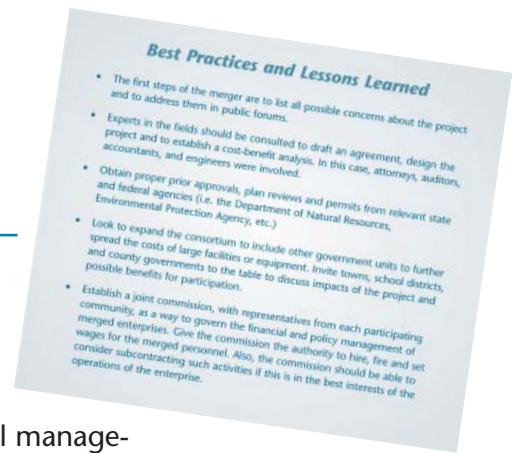 Best Practices and Lessons Learned
• The first steps of the merger are to list all possible concerns about the project
and to address them in public forums.
• Experts in the fields should be consulted to draft an agreement, design the
project and to establish a cost-benefit analysis. In this case, attorneys, auditors,
accountants, and engineers were involved.
• Obtain proper prior approvals, plan reviews and permits from relevant state
and federal agencies (i.e. the Department of Natural Resources,
Environmental Protection Agency, etc.)
• Look to expand the consortium to include other government units to further
spread the costs of large facilities or equipment. Invite towns, school districts,
and county governments to the table to discuss impacts of the project and
possible benefits for participation.
• Establish a joint commission, with representatives from each participating
community, as a way to govern the financial and policy management of
merged enterprises. Give the commission the authority to hire, fire and set
wages for the merged personnel. Also, the commission should be able to
consider subcontracting such activities if this is in the best interests of the
operations of the enterprise.
l manage-